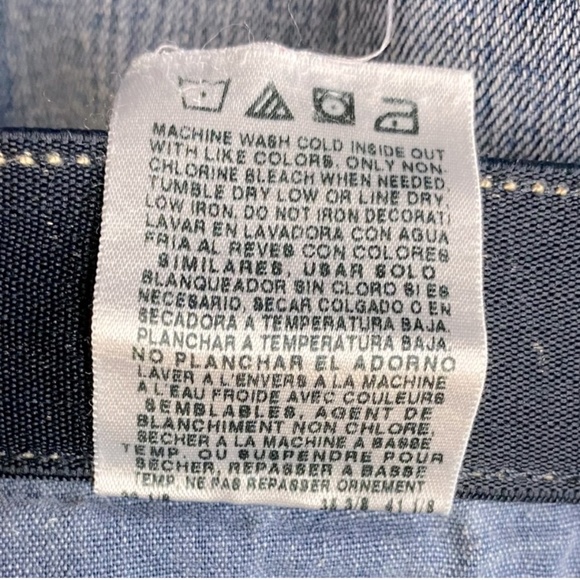 MACHINE WASH COLD INSIDE OUT
WITH LIKE COLORS. ONLY NON-
CHLORINE BLEACH WHEN NEEDED.
TUMBLE DRY LOW OR LINE DRY.
LOW IRON. DO NOT IRON DECORATI
LAVAR EN LAVADORA CON AGUA
FRIA AL REVES CON COLORES
SIMILARES, USAR SOLO
BLANQUEADOR SIN CLORO SI ES
NECESARIO, SECAR COLGADO O EN
SECADORA A TEMPERATURA BAJA.
PLANCHAR A TEMPERATURA BAJA.
NO PLANCHAR EL ADORNO
LAVER A L'ENVERS A LA MACHINE
A L'EAU FROIDE AVEC COULEURS
SEMBLABLES, AGENT DE
BLANCHIMENT NON CHLORE,
SECHER A LA MACHINE A BASSE
TEMP. OU SUSPENDRE POUR
SECHER, REPASSER A BASSE
TEMP. NE PAS REPASSER ORNEMENT
41 1/8